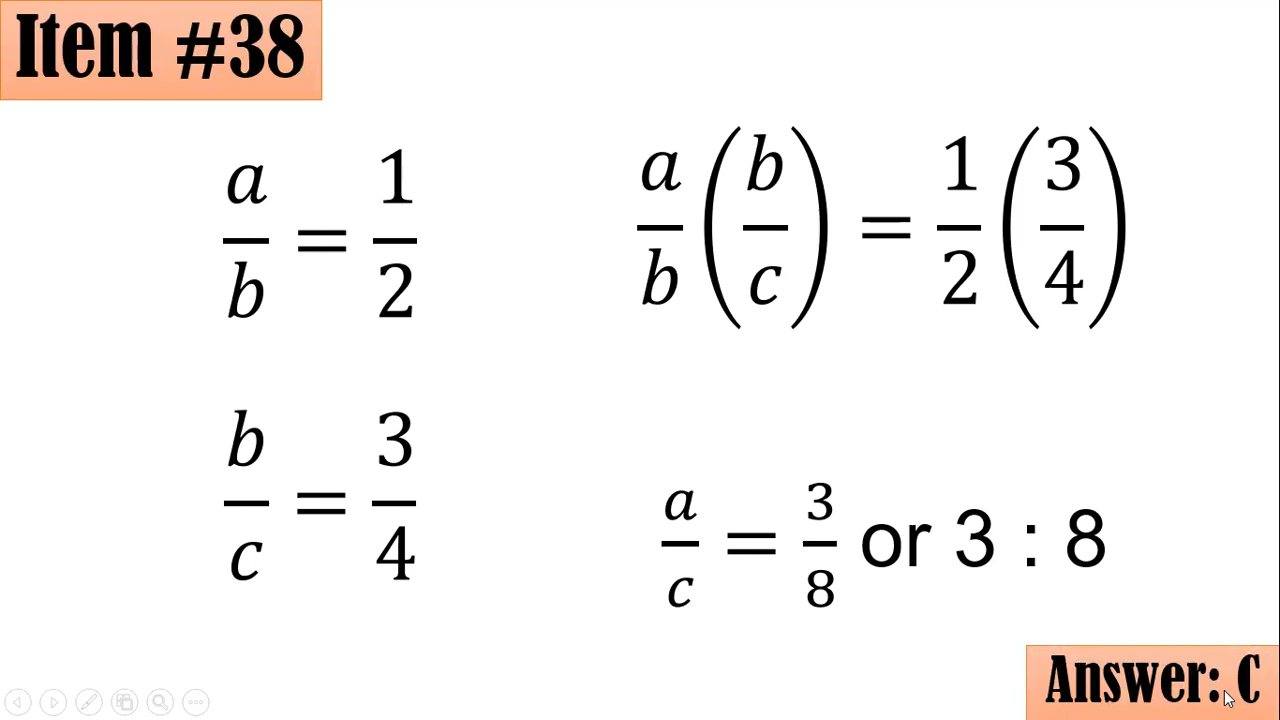 Item #38
a/b = 1/2
a/b (b/c) = 1/2 (3/4)
b/c = 3/4
a/c = 3/8 or 3 : 8
Answer: C